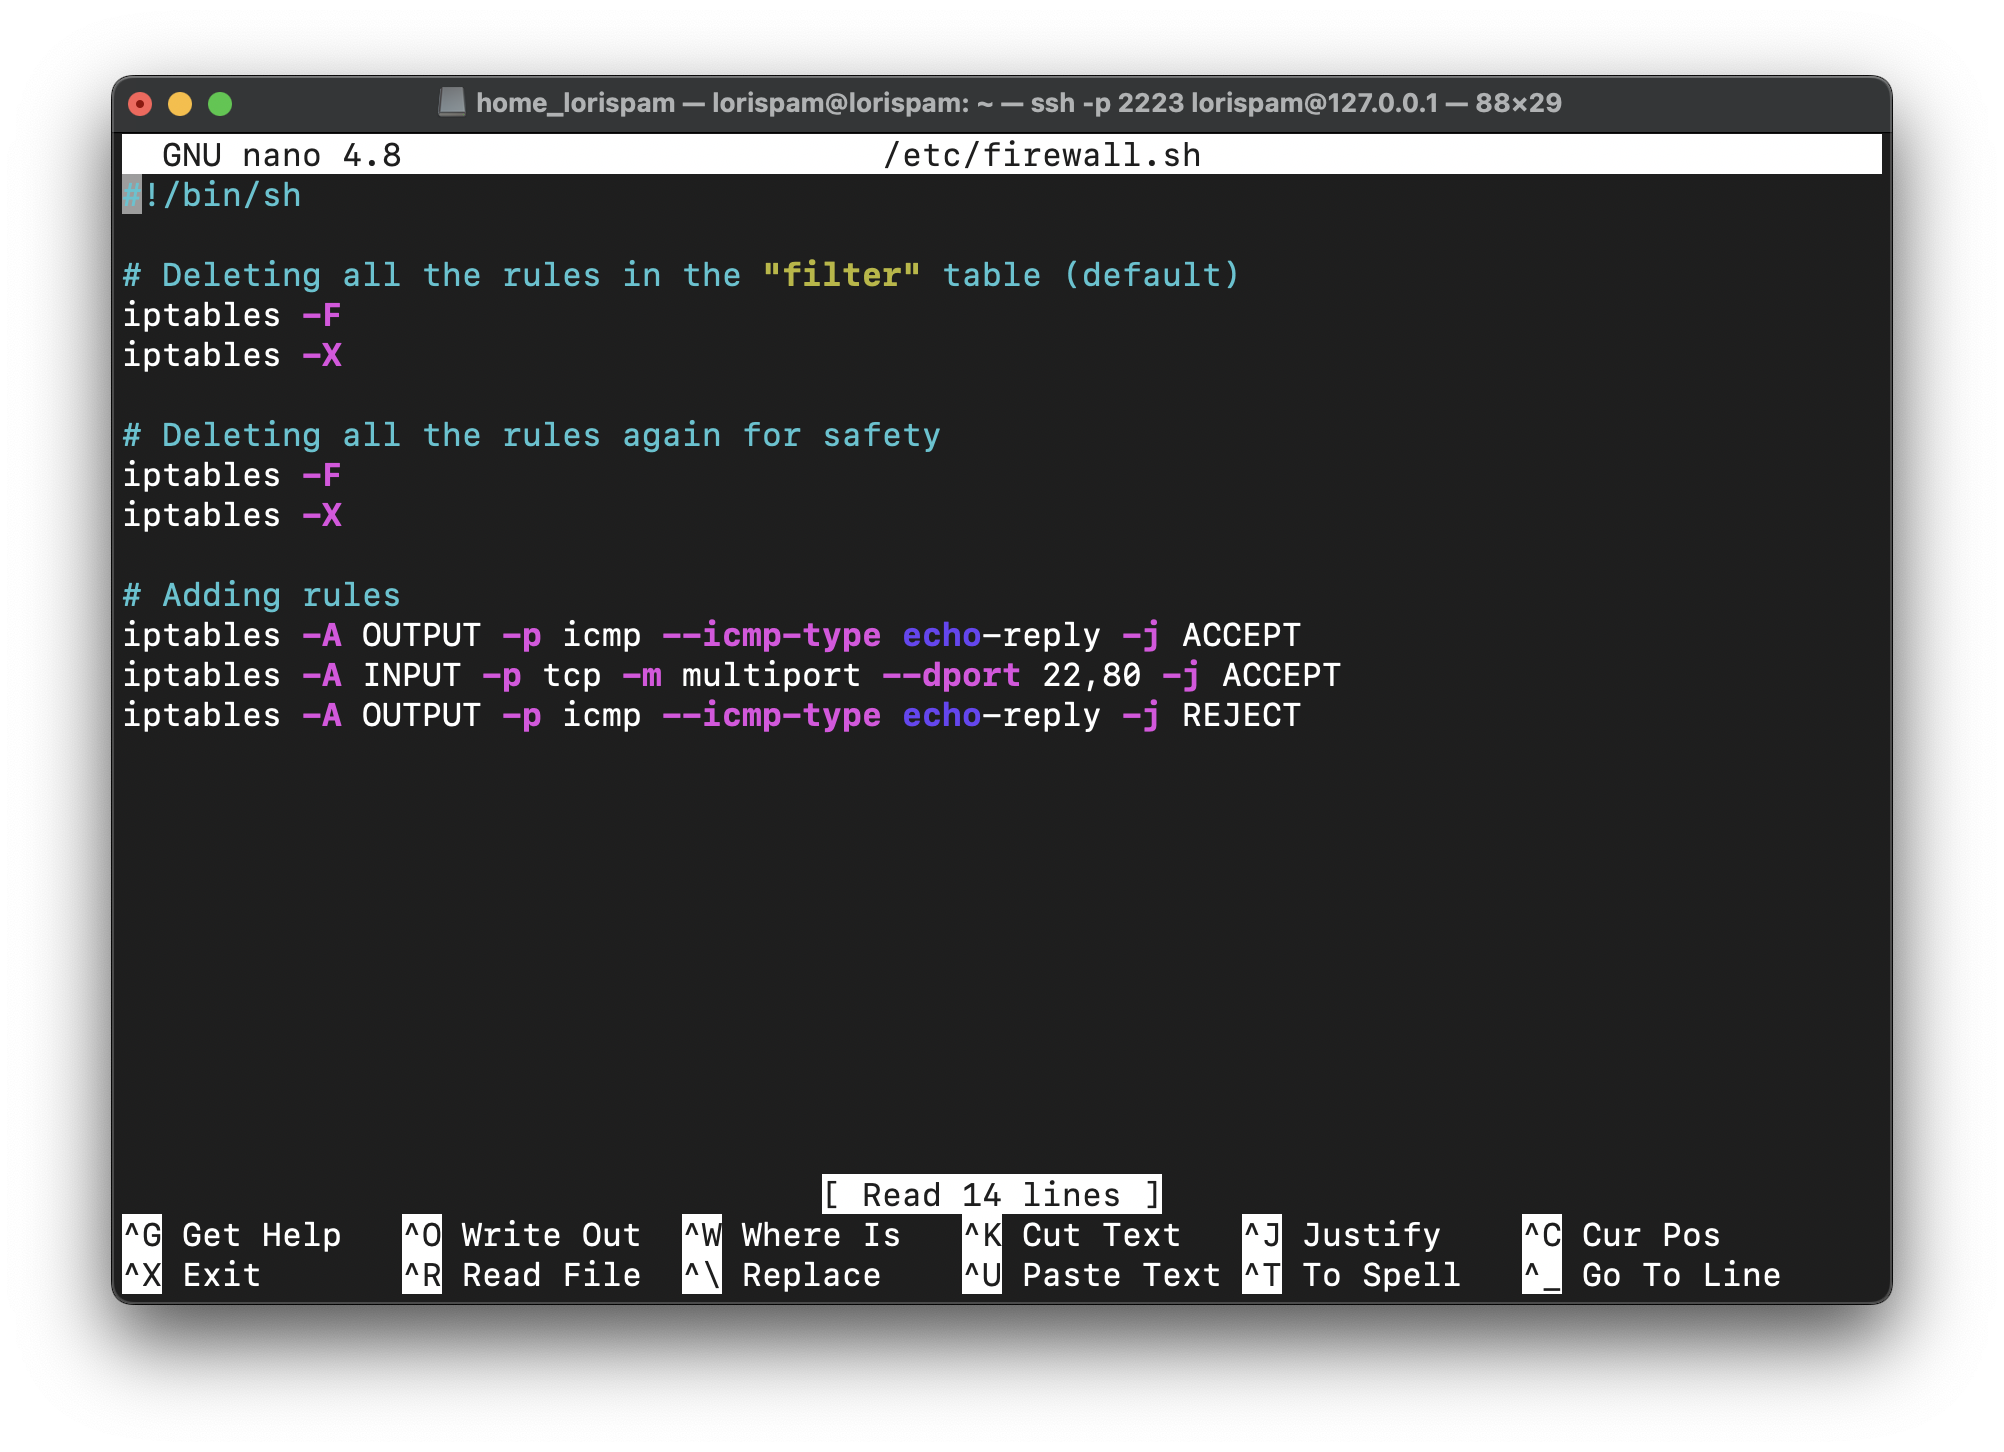 home_lorispam — lorispam@lorispam: ~ — ssh -p 2223 lorispam@127.0.0.1 — 88×29
GNU nano 4.8 /etc/firewall.sh
#!/bin/sh
# Deleting all the rules in the "filter" table (default)
iptables -F
iptables -X
# Deleting all the rules again for safety
iptables -F
iptables -X
# Adding rules
iptables -A OUTPUT -p icmp --icmp-type echo-reply -j ACCEPT
iptables -A INPUT -p tcp -m multiport --dport 22,80 -j ACCEPT
iptables -A OUTPUT -p icmp --icmp-type echo-reply -j REJECT
[ Read 14 lines ]
^G Get Help ^O Write Out ^W Where Is ^K Cut Text ^J Justify ^C Cur Pos
^X Exit ^R Read File ^\ Replace ^U Paste Text ^T To Spell ^_ Go To Line